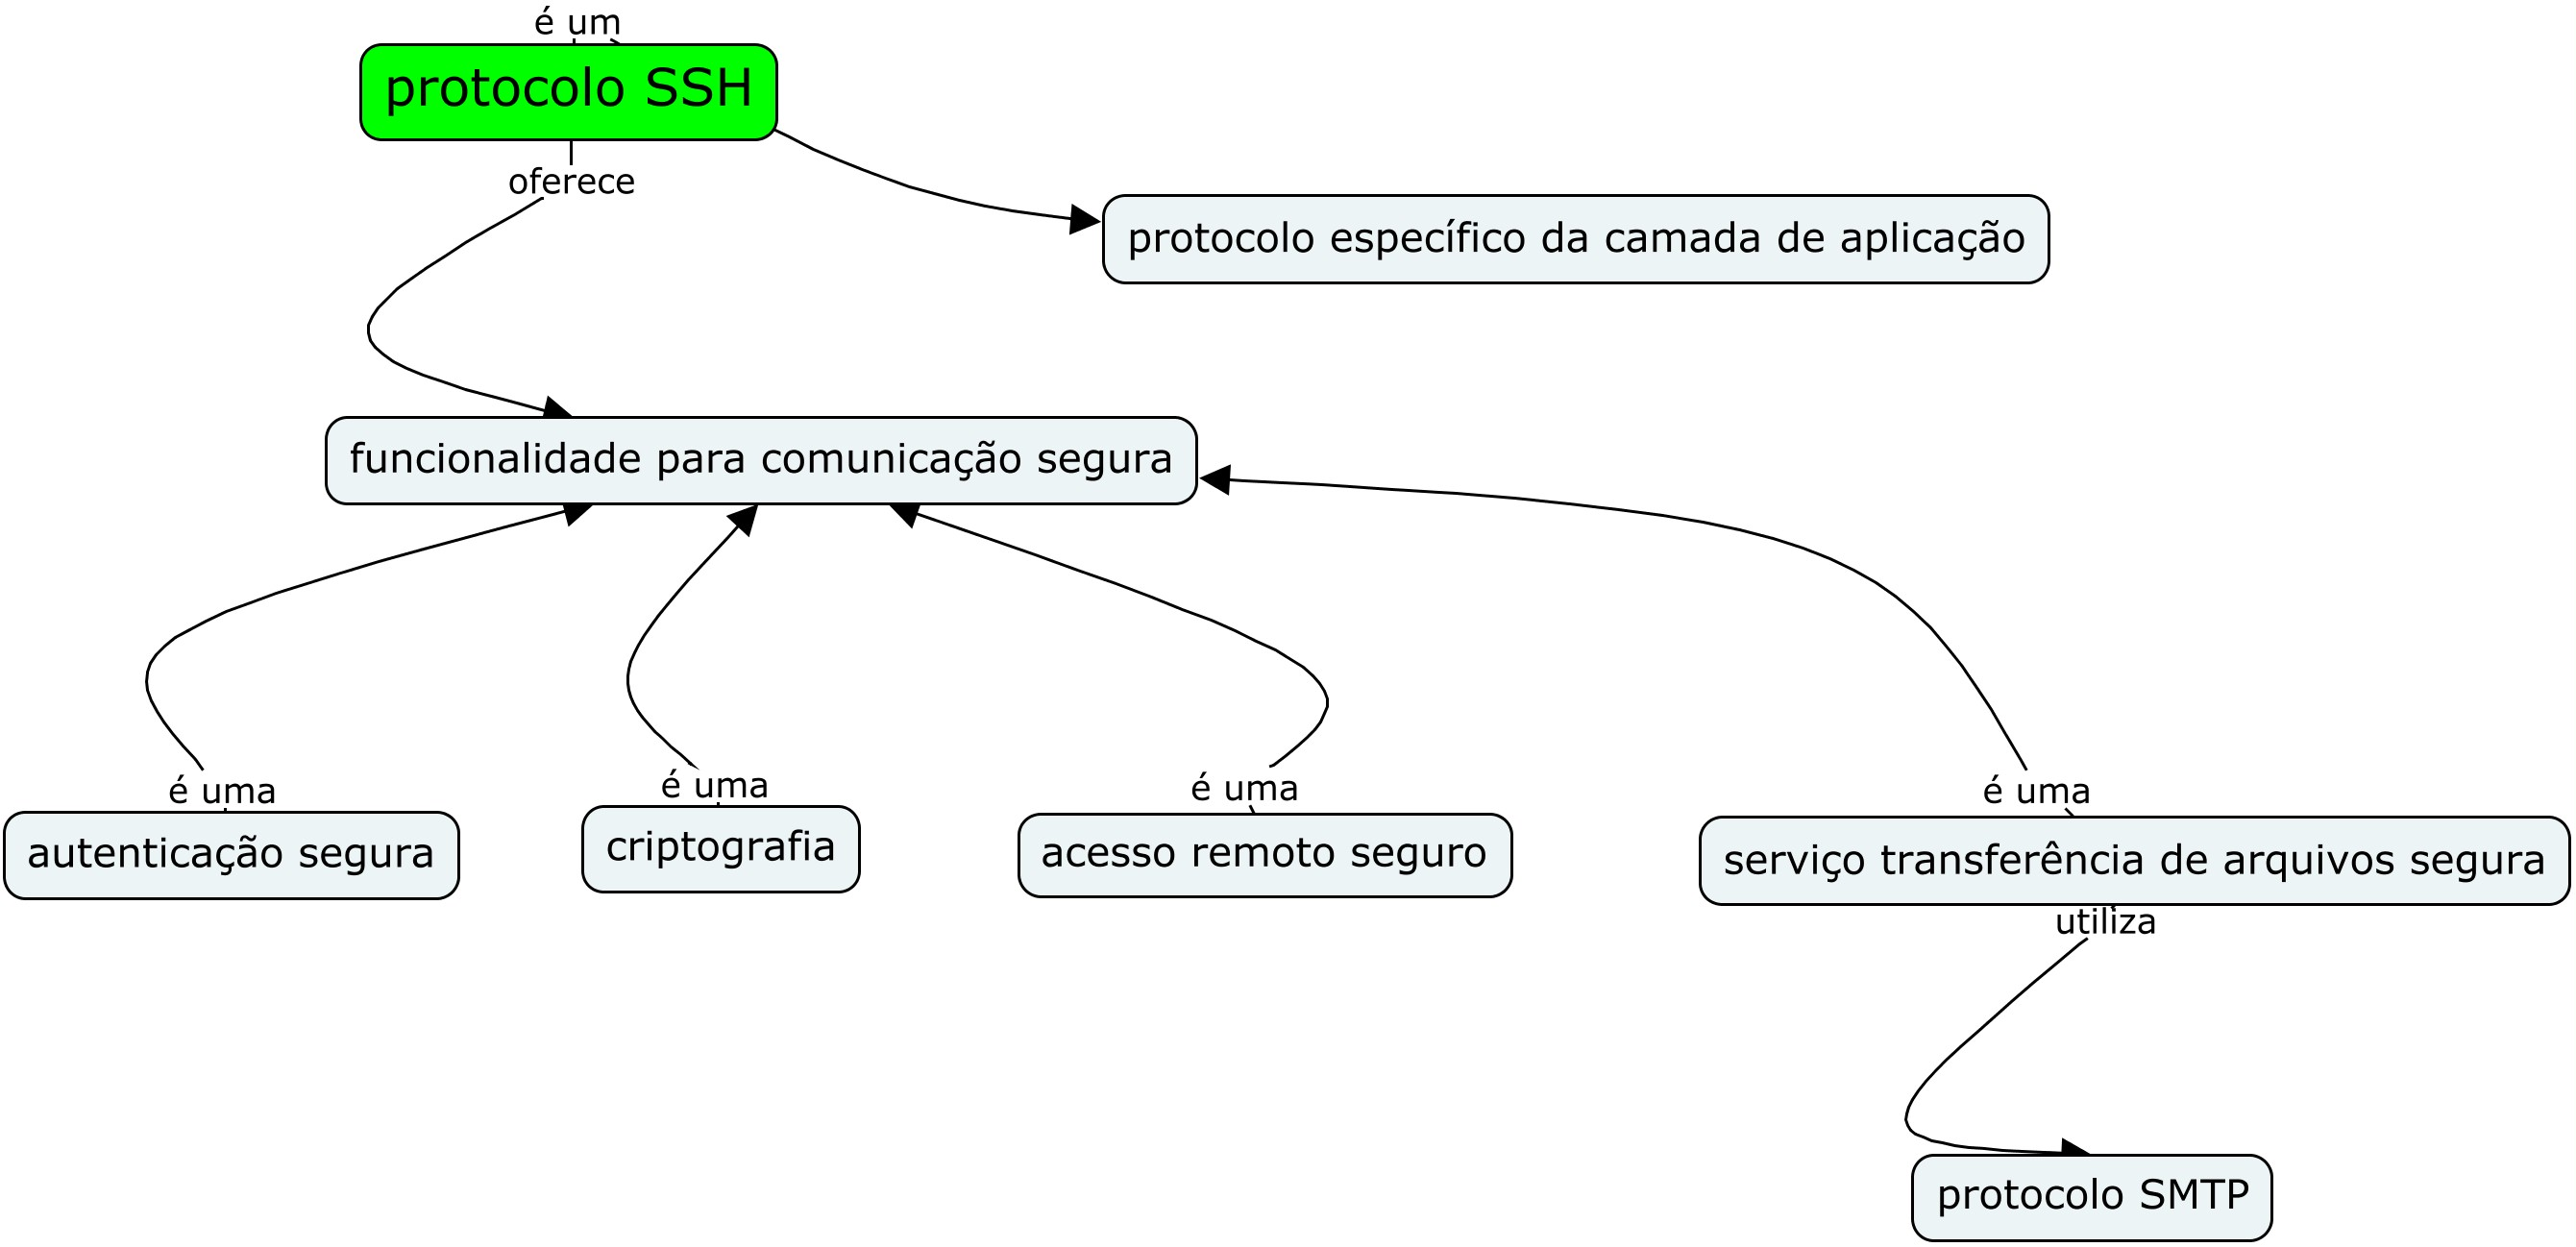 é um
protocolo SSH
oferece
protocolo específico da camada de aplicação
funcionalidade para comunicação segura
é uma
é uma
é uma
é uma
autenticação segura
criptografia
acesso remoto seguro
serviço transferência de arquivos segura
utiliza
protocolo SMTP